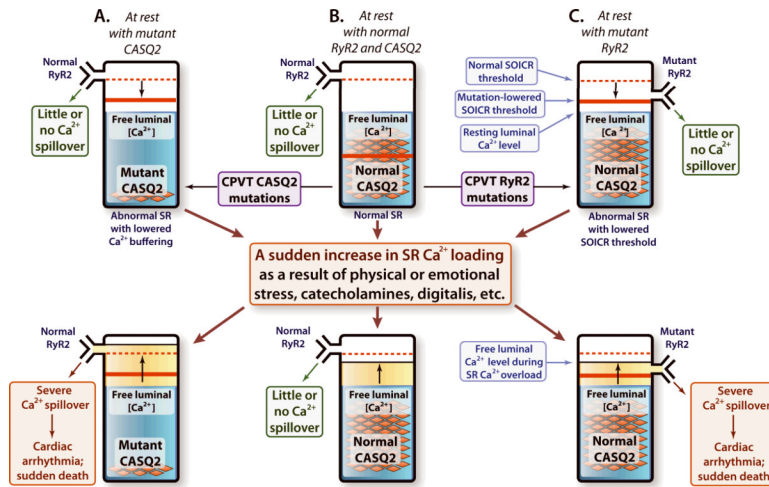 A.
At rest
with mutant
CASQ2
B.
At rest
with normal
RyR2 and CASQ2
C.
At rest
with mutant
RyR2
Normal
RyR2
Little or
no Ca²⁺
spillover
Free luminal
[Ca²⁺]
Mutant
CASQ2
Abnormal SR
with lowered
Ca²⁺ buffering
Normal
RyR2
Little or
no Ca²⁺
spillover
Free luminal
[Ca²⁺]
Normal
CASQ2
Normal SR
Normal SOICR
threshold
Mutation-lowered
SOICR threshold
Resting luminal
Ca²⁺ level
Mutant
RyR2
Free luminal
[Ca²⁺]
Normal
CASQ2
Little or
no Ca²⁺
spillover
Abnormal SR
with lowered
SOICR threshold
CPVT CASQ2
mutations
CPVT RyR2
mutations
A sudden increase in SR Ca²⁺ loading
as a result of physical or emotional
stress, catecholamines, digitalis, etc.
Normal
RyR2
Severe
Ca²⁺ spillover
Cardiac
arrhythmia;
sudden death
Free luminal
[Ca²⁺]
Mutant
CASQ2
Normal
RyR2
Little or
no Ca²⁺
spillover
Free luminal
[Ca²⁺]
Normal
CASQ2
Free luminal
Ca²⁺ level during
SR Ca²⁺ overload
Mutant
RyR2
Free luminal
[Ca²⁺]
Normal
CASQ2
Severe
Ca²⁺ spillover
Cardiac
arrhythmia;
sudden death